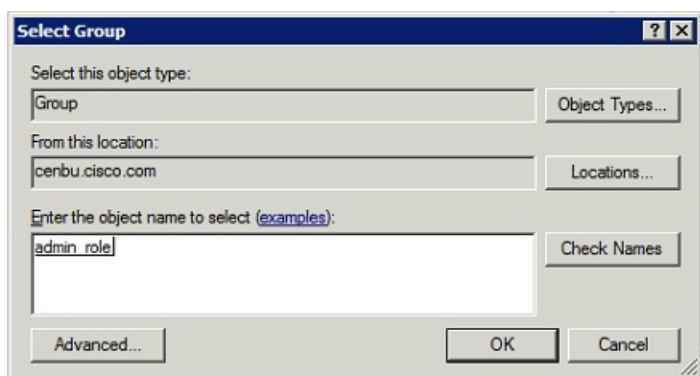 Select Group
Select this object type:
Group
Object Types...
From this location:
cenbu.cisco.com
Locations...
Enter the object name to select (examples):
admin_role
Check Names
Advanced...
OK
Cancel